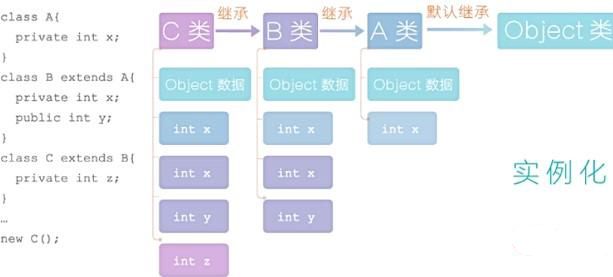 class A{
private int x;
}
class B extends A{
private int x;
public int y;
}
class C extends B{
private int z;
}
…
new C();
C 类 继承 B 类 继承 A 类 默认继承 Object 类
Object 数据 Object 数据 Object 数据
int x int x int x
int x int x
int y int y
int z
实例化